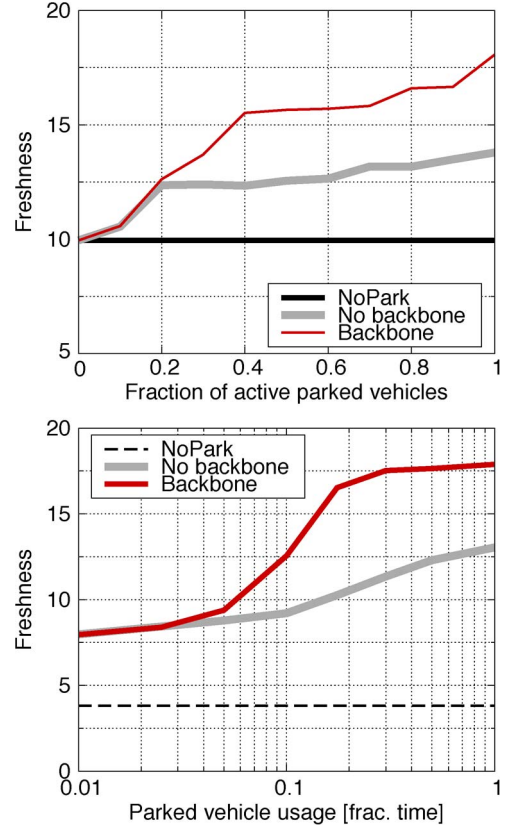 20
15
10
5
Freshness
NoPark
No backbone
Backbone
0 0.2 0.4 0.6 0.8 1
Fraction of active parked vehicles
20
15
10
5
0
Freshness
NoPark
No backbone
Backbone
0.01 0.1 1
Parked vehicle usage [frac. time]